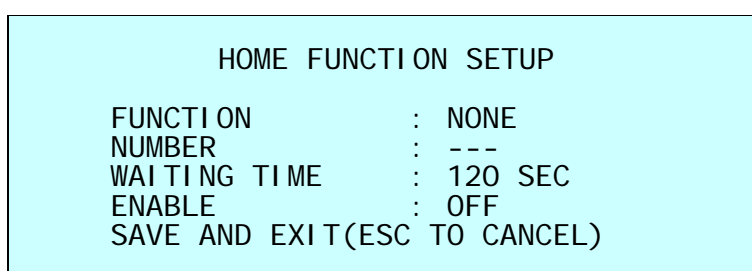 HOME FUNCTION SETUP
FUNCTION : NONE
NUMBER : ---
WAITING TIME : 120 SEC
ENABLE : OFF
SAVE AND EXIT(ESC TO CANCEL)